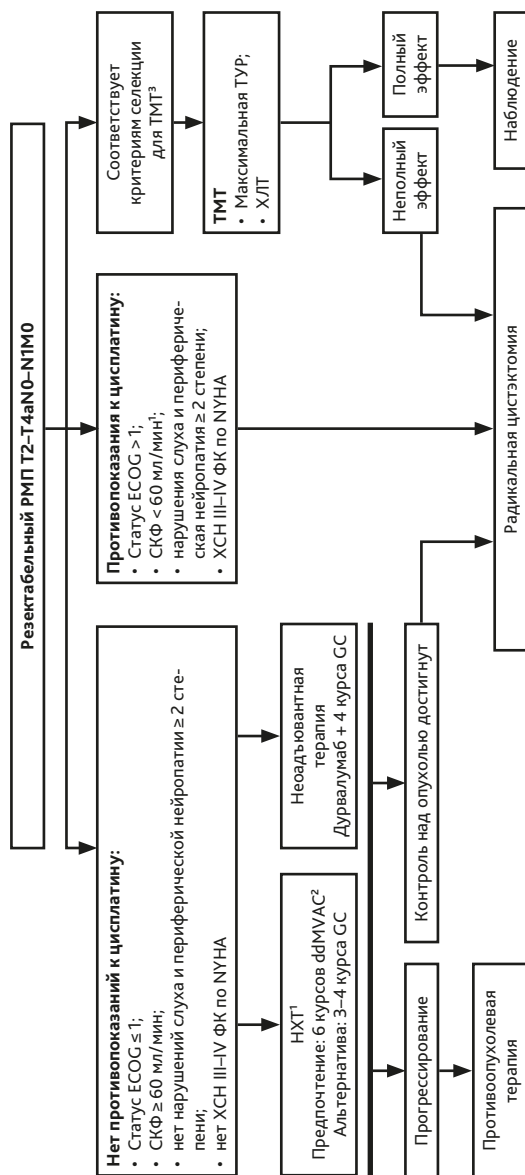 Резектабельный РМП T2–T4aN0–N1M0
Нет противопоказаний к цисплатину:
• Статус ECOG ≤ 1;
• СКФ ≥ 60 мл/мин;
• нет нарушений слуха и периферической нейропатии ≥ 2 сте-
пени;
• нет ХСН III–IV ФК по NYHA
Противопоказания к цисплатину:
• Статус ECOG > 1;
• СКФ < 60 мл/мин¹;
• нарушения слуха и перифериче-
ская нейропатия ≥ 2 степени;
• ХСН III–IV ФК по NYHA
Соответствует
критериям селекции
для ТМТ³
НХТ¹
Предпочтение: 6 курсов ddMVAC²
Альтернатива: 3–4 курса GC
Неоадъювантная
терапия
Дурвалумаб + 4 курса GC
ТМТ
• Максимальная ТУР;
• ХЛТ
Прогрессирование
Контроль над опухолью достигнут
Неполный
эффект
Полный
эффект
Противоопухолевая
терапия
Радикальная цистэктомия
Наблюдение